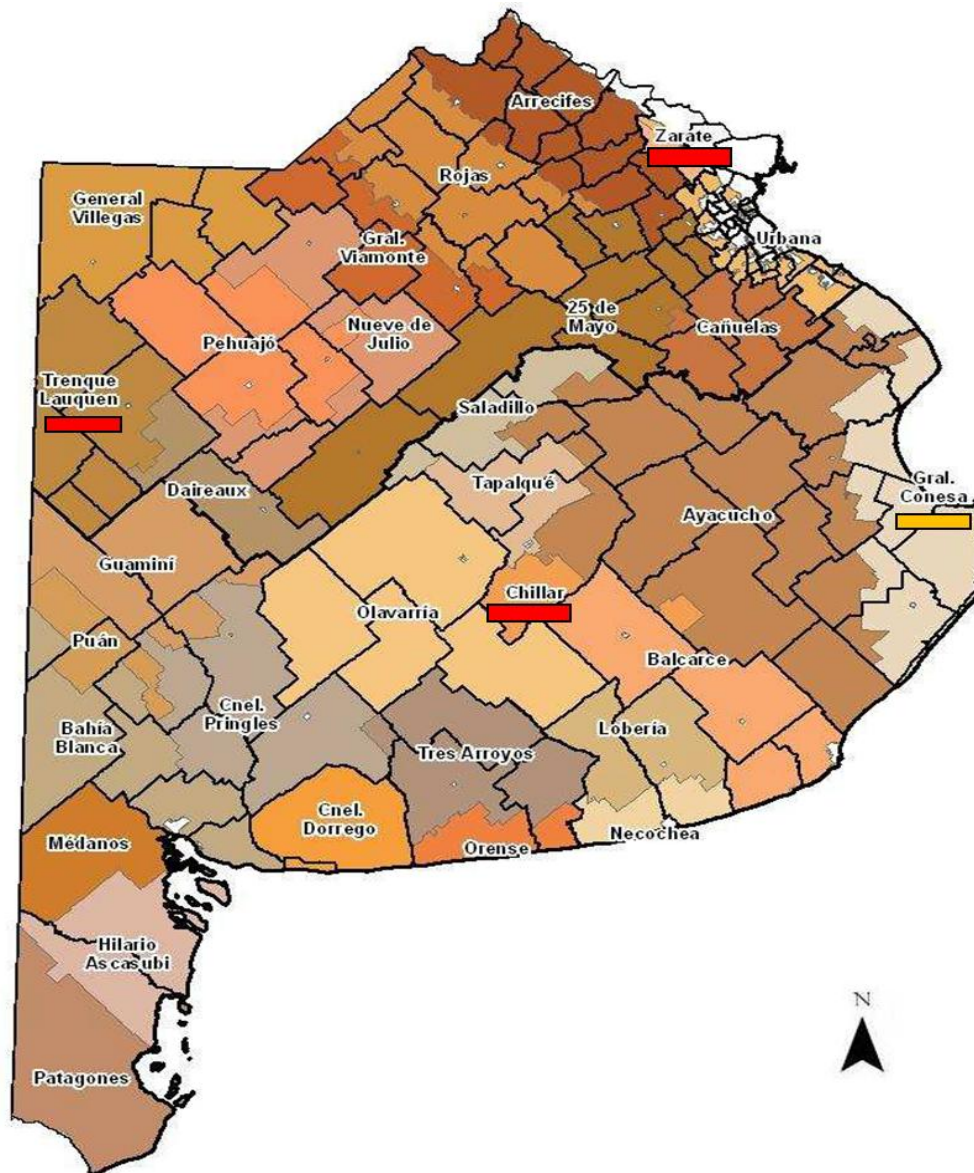 Arrecifes
Zarate
Rojas
General
Villegas
Urbana
Gral.
Viamonte
25 de
Mayo
Cañuelas
Nueve de
Julio
Pehuajó
Trenque
Lauquen
Saladillo
Daireaux
Tapalqué
Gral.
Conesa
Ayacucho
Guaminí
Chillar
Olavarría
Puán
Balcarce
Cnel.
Pringles
Bahía
Blanca
Lobería
Tres Arroyos
Cnel.
Dorrego
Necochea
Médanos
Orense
Hilario
Ascasubi
N
Patagones